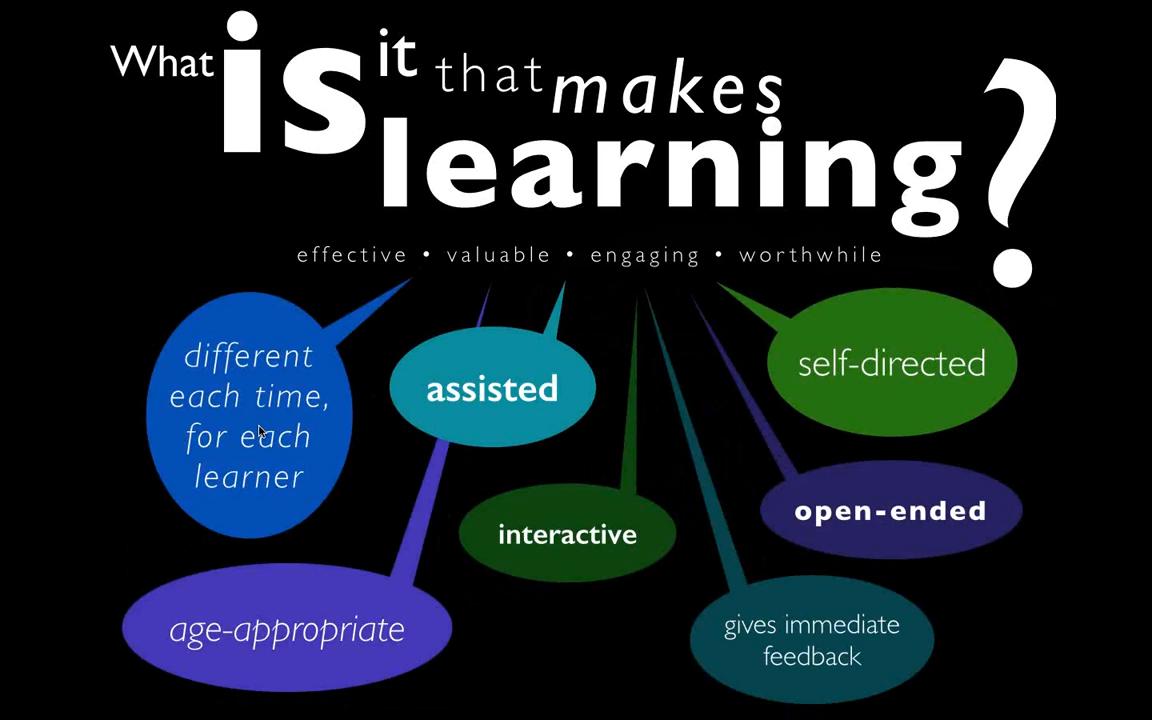 What is it that makes
learning?
effective • valuable • engaging • worthwhile
different
each time,
for each
learner
assisted
self-directed
interactive
open-ended
age-appropriate
gives immediate
feedback